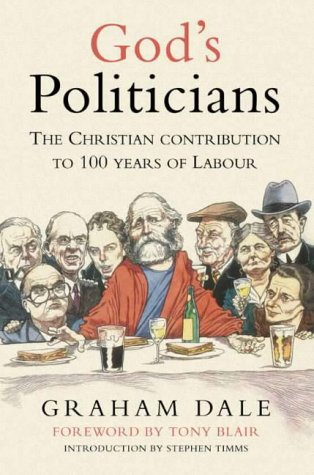 God's
Politicians
THE CHRISTIAN CONTRIBUTION
TO 100 YEARS OF LABOUR
GRAHAM DALE
FOREWORD BY TONY BLAIR
INTRODUCTION BY STEPHEN TIMMS